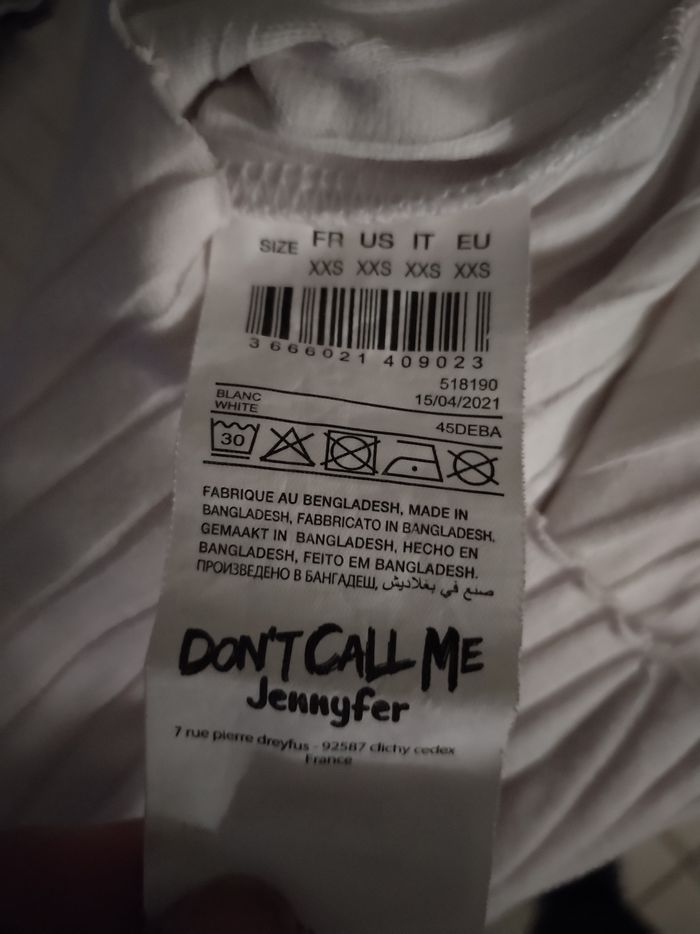 SIZE FR US IT EU
XXS XXS XXS XXS
3 666021 409023
518190
BLANC 15/04/2021
WHITE
45DEBA
30
FABRIQUE AU BENGLADESH, MADE IN
BANGLADESH, FABBRICATO IN BANGLADESH,
GEMAAKT IN BANGLADESH, HECHO EN
BANGLADESH, FEITO EM BANGLADESH.
ПРОИЗВЕДЕНО В БАНГАДЕШ, صنع في بغلاديش
DON'T CALL ME
Jennyfer
7 rue pierre dreyfus - 92587 clichy cedex
France